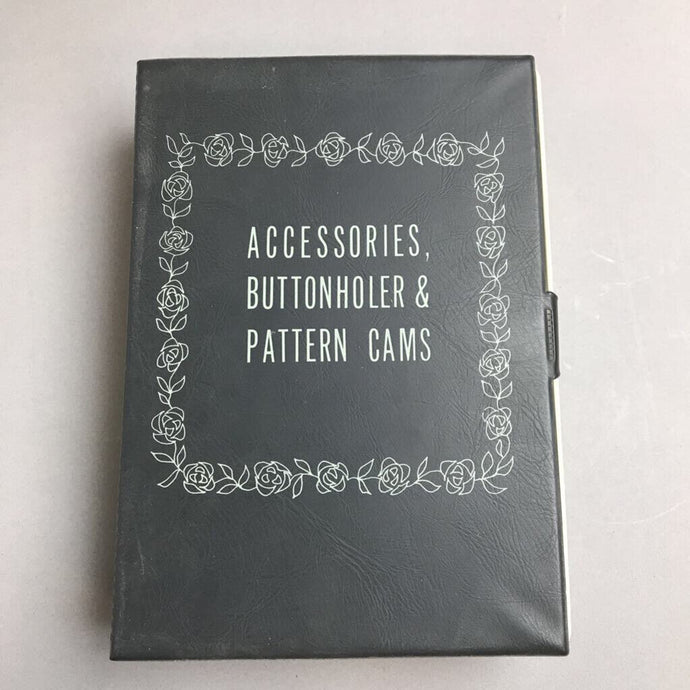 ACCESSORIES,
BUTTONHOLER &
PATTERN CAMS